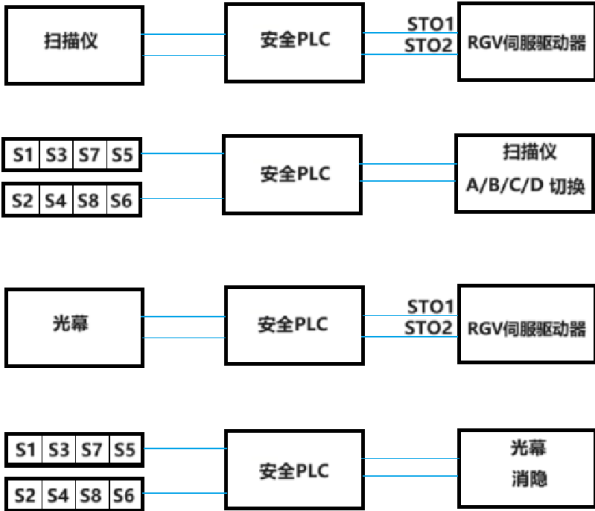 扫描仪
安全PLC
STO1
STO2
RGV伺服驱动器
S1 S3 S7 S5
S2 S4 S8 S6
安全PLC
扫描仪
A/B/C/D 切换
光幕
安全PLC
STO1
STO2
RGV伺服驱动器
S1 S3 S7 S5
S2 S4 S8 S6
安全PLC
光幕
消隐